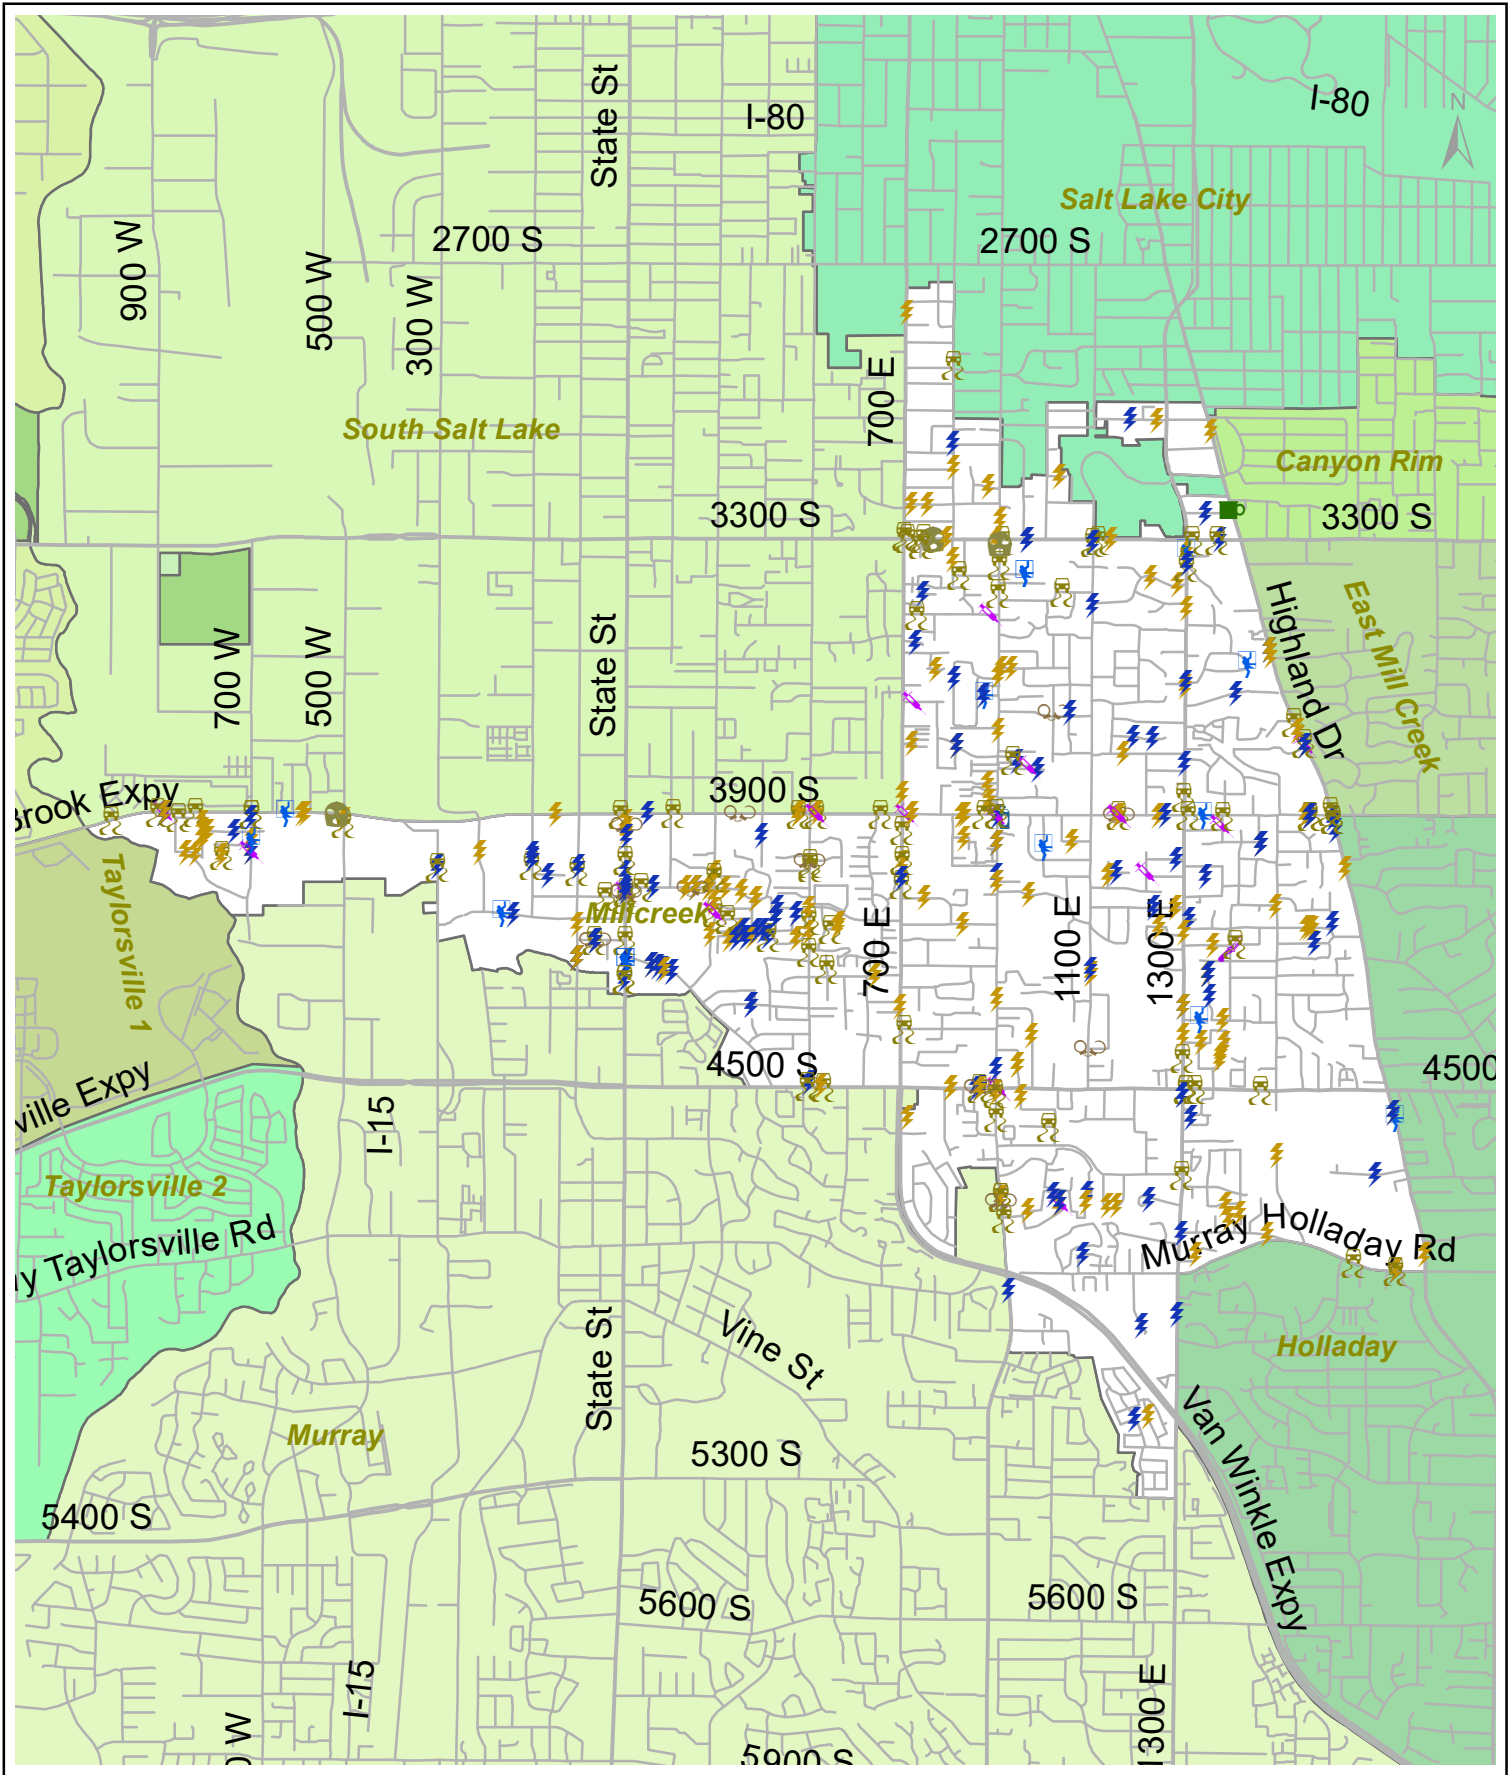 State St
I-80
I-80
N
Salt Lake City
900 W
2700 S
2700 S
500 W
300 W
700 E
South Salt Lake
Canyon Rim
3300 S
3300 S
Highland Dr
East Mill Creek
700 W
500 W
State St
3900 S
Brook Expy
Taylorsville 1
Millcreek
700 E
1100 E
1300 E
4500 S
4500
ville Expy
I-15
Taylorsville 2
y Taylorsville Rd
Murray Holladay Rd
State St
Vine St
Holladay
Murray
Van Winkle Expy
5300 S
5400 S
5600 S
5600 S
I-15
1300 E
0 W
5900 S